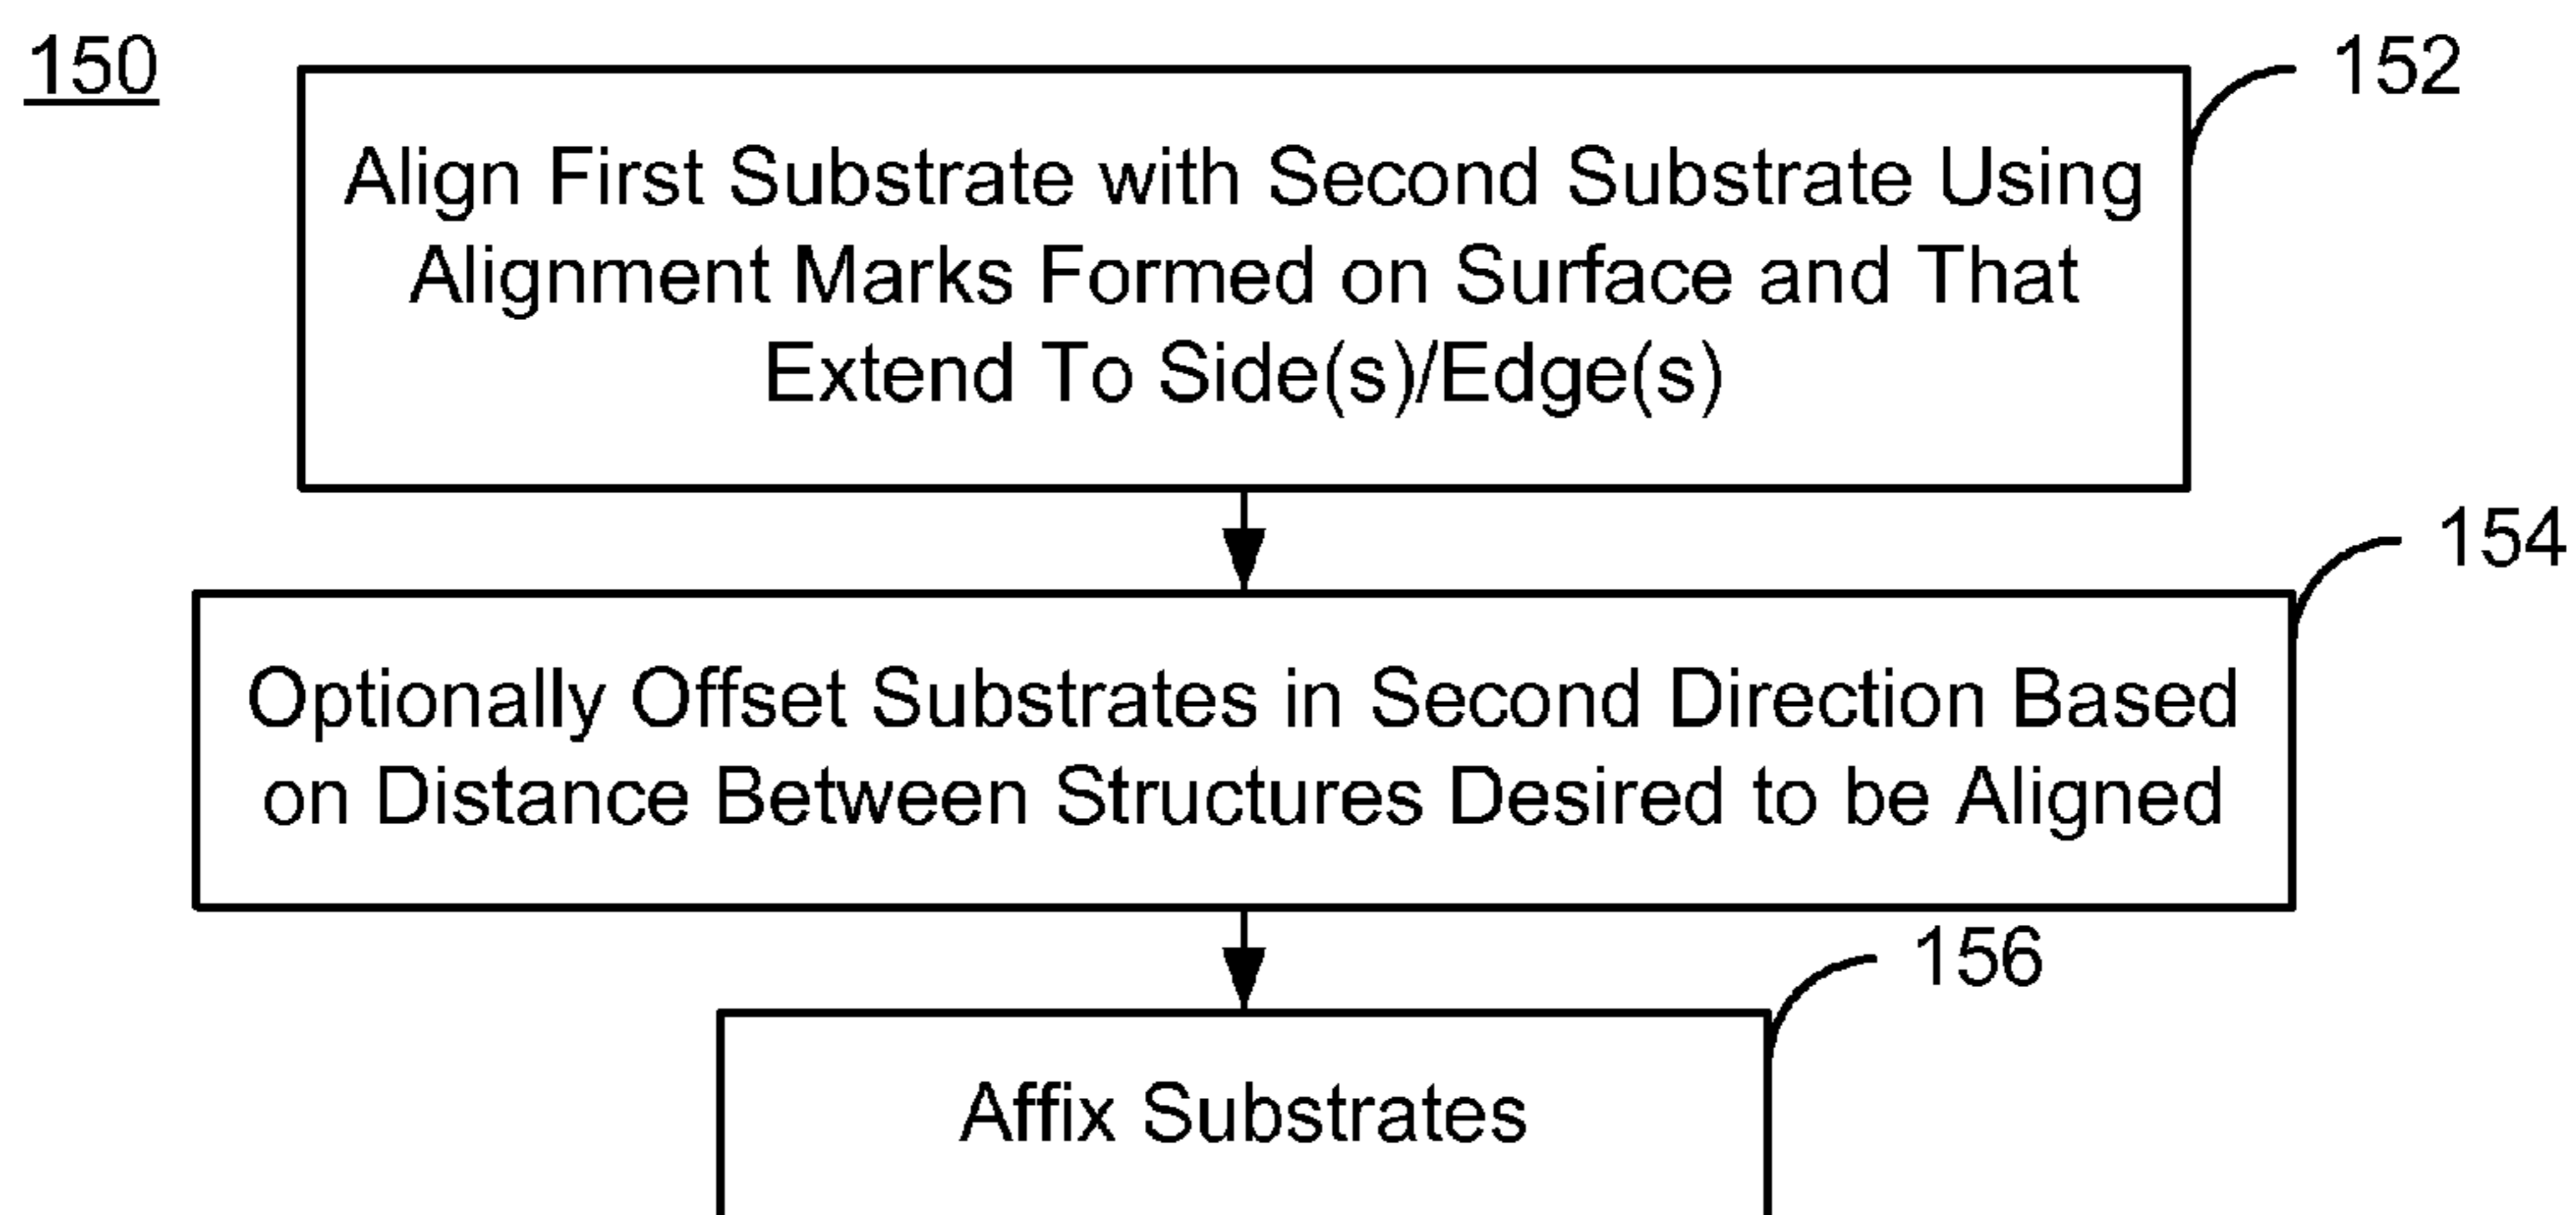 150
152
Align First Substrate with Second Substrate Using
Alignment Marks Formed on Surface and That
Extend To Side(s)/Edge(s)
154
Optionally Offset Substrates in Second Direction Based
on Distance Between Structures Desired to be Aligned
156
Affix Substrates